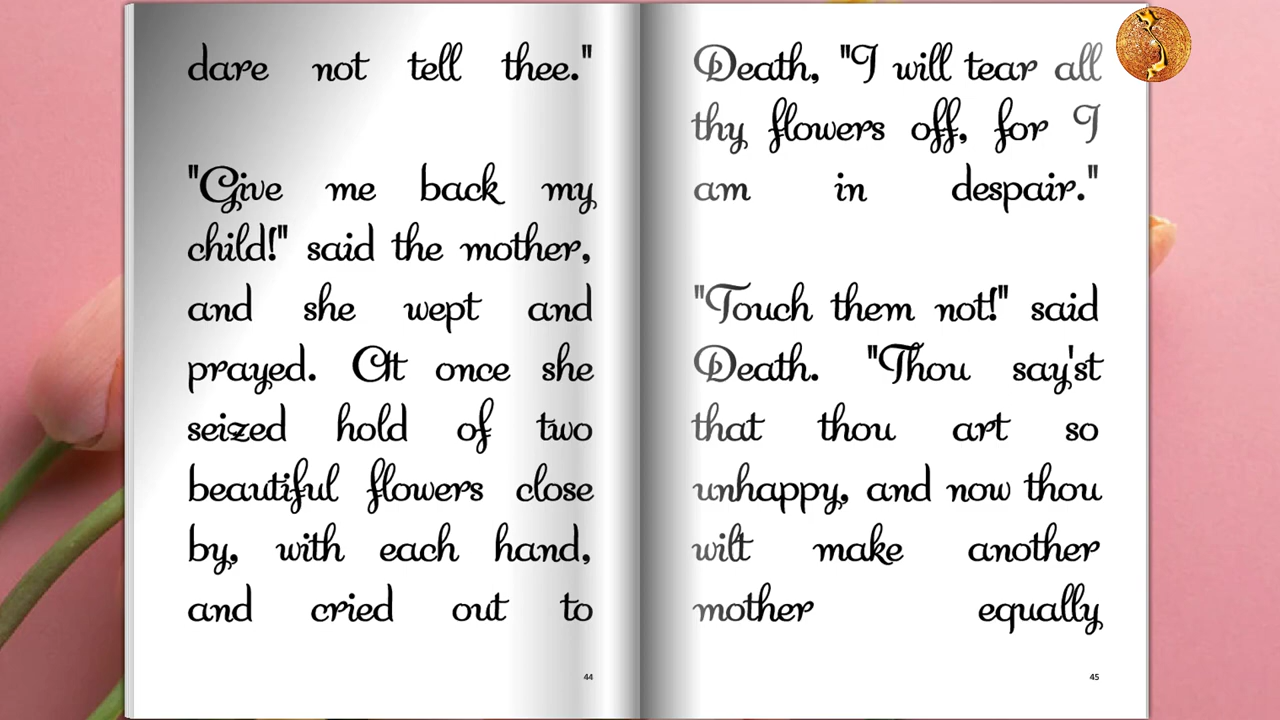 dare not tell thee."
"Give me back my
child!" said the mother,
and she wept and
prayed. At once she
seized hold of two
beautiful flowers close
by, with each hand,
and cried out to
44
Death, "I will tear all
thy flowers off, for I
am in despair."
"Touch them not!" said
Death. "Thou say'st
that thou art so
unhappy, and now thou
wilt make another
mother equally
45